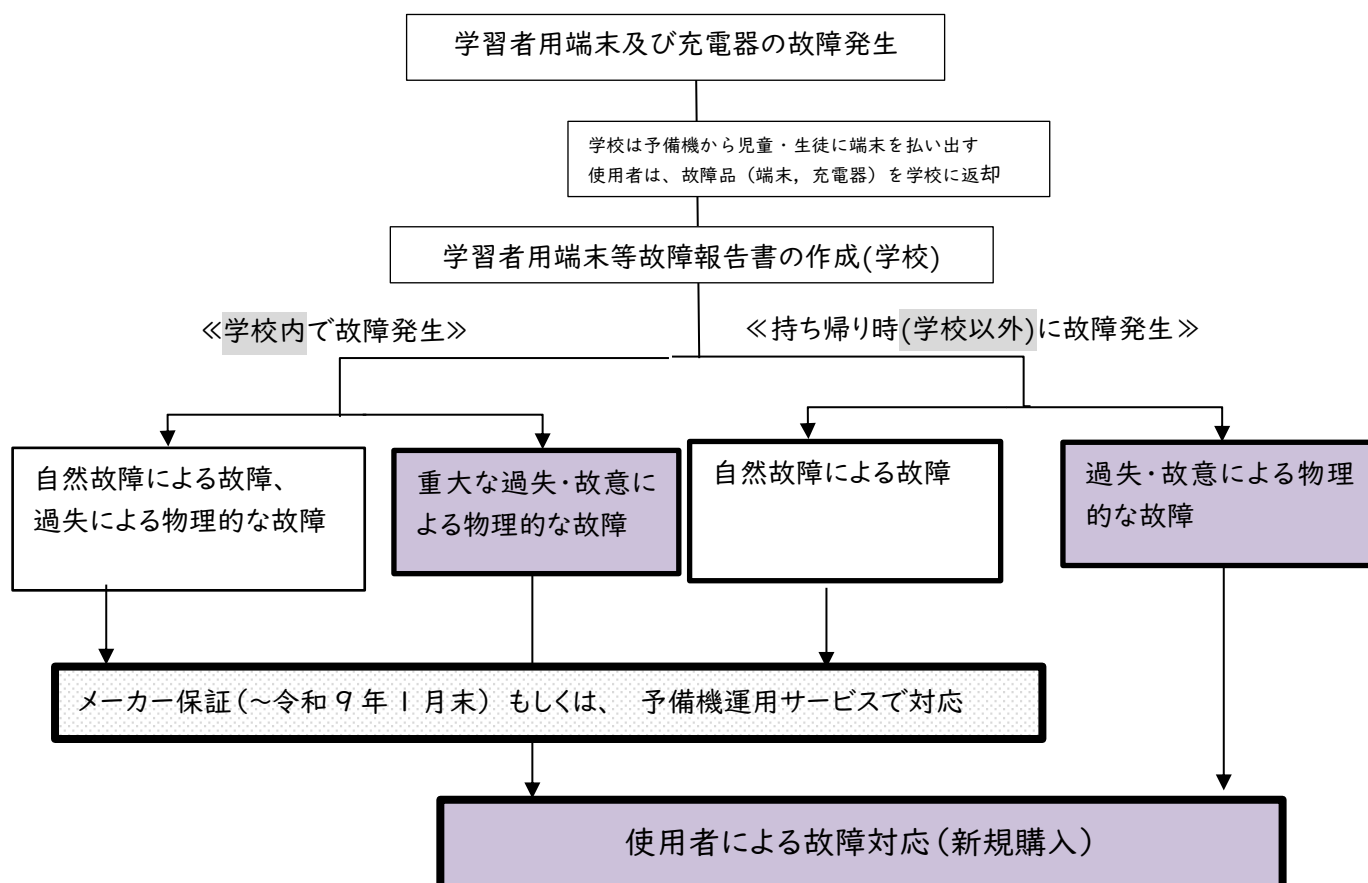 学習者用端末及び充電器の故障発生
学校は予備機から児童・生徒に端末を払い出す
使用者は、故障品（端末，充電器）を学校に返却
学習者用端末等故障報告書の作成(学校)
≪学校内で故障発生≫
≪持ち帰り時(学校以外)に故障発生≫
自然故障による故障、
過失による物理的な故障
重大な過失・故意に
よる物理的な故障
自然故障による故障
過失・故意による物理
的な故障
メーカー保証（～令和９年１月末）もしくは、　予備機運用サービスで対応
使用者による故障対応（新規購入）